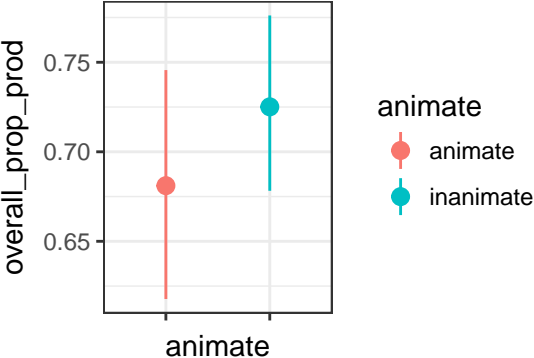 overall_prop_prod
0.75
0.70
0.65
animate
animate
animate
inanimate